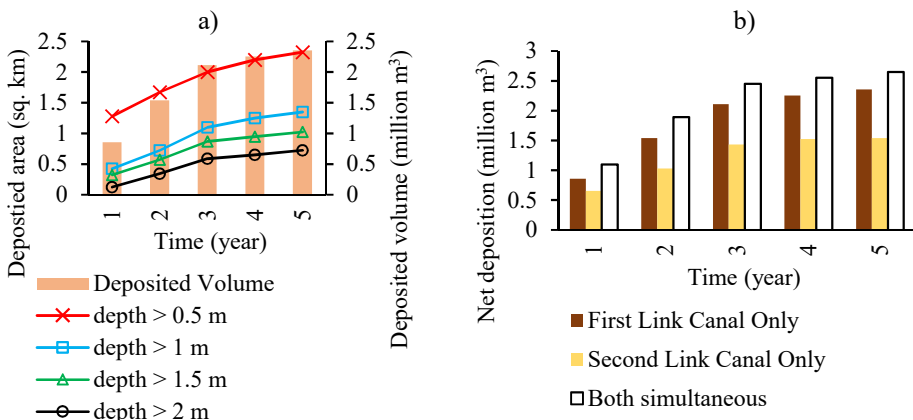 a)
Depostied area (sq. km)
2.5
2
1.5
1
0.5
0
2.5
2
1.5
1
0.5
0
Deposited volume (million m³)
1
2
3
4
5
Time (year)
Deposited Volume
depth > 0.5 m
depth > 1 m
depth > 1.5 m
depth > 2 m
b)
Net deposition (million m³)
3
2.5
2
1.5
1
0.5
0
1
2
3
4
5
Time (year)
First Link Canal Only
Second Link Canal Only
Both simultaneous